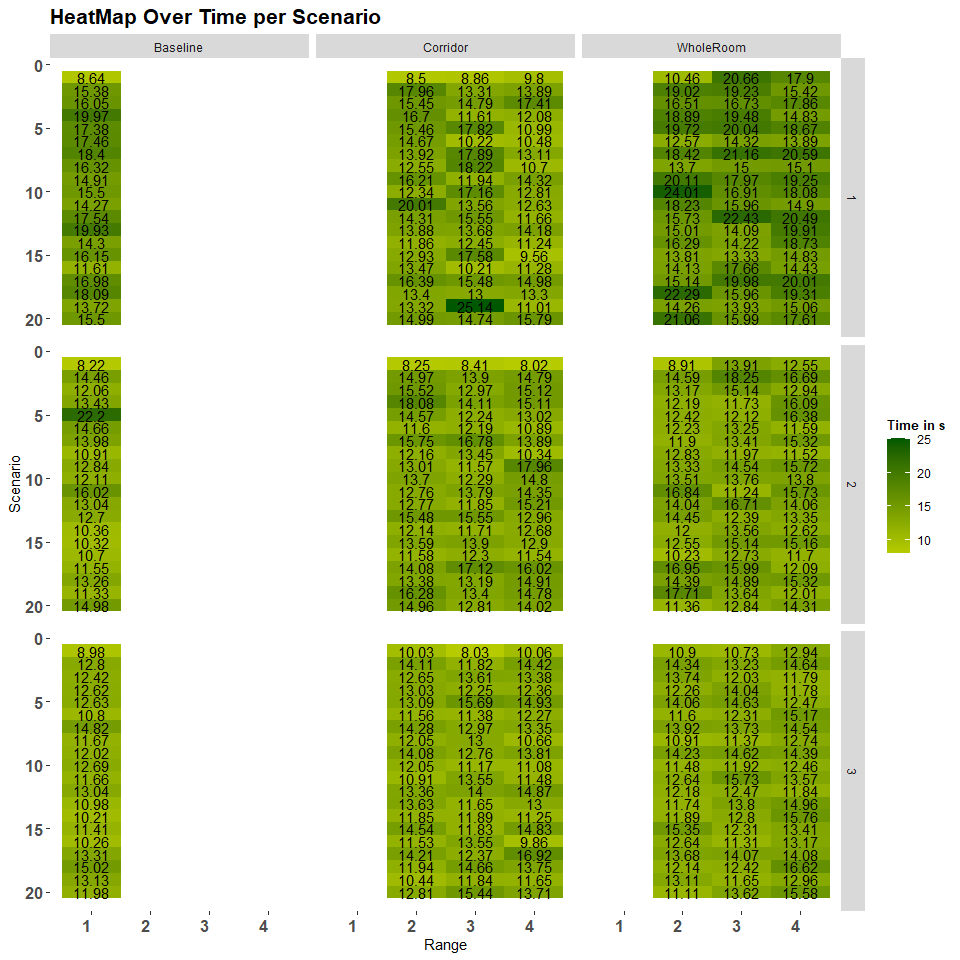 HeatMap Over Time per Scenario
Baseline Corridor WholeRoom
0
8.64 8.5 8.86 9.8 10.46 20.66 17.9
15.38 17.96 13.31 13.89 19.02 19.23 15.42
16.05 15.45 14.79 17.41 16.51 16.73 17.86
19.97 16.7 11.61 12.08 18.89 19.48 14.83
5 17.38 15.46 17.82 10.99 19.72 20.04 18.67
17.46 14.67 10.22 10.48 12.57 14.32 13.89
18.4 13.92 17.89 13.11 18.42 21.16 20.59
16.32 12.55 18.22 10.7 13.7 15 15.1
14.91 16.21 11.94 14.32 20.11 17.97 19.25
10 15.5 12.34 17.16 12.81 24.01 16.91 18.08
14.27 20.01 13.56 12.63 18.23 15.96 14.9
17.54 14.31 15.55 11.66 15.73 22.43 20.49
19.93 13.88 13.68 14.18 15.01 14.09 19.91
14.3 11.86 12.45 11.24 16.29 14.22 18.73
15 16.15 12.93 17.58 9.56 13.81 13.33 14.83
11.61 13.47 10.21 11.28 14.13 17.66 14.43
16.98 16.39 15.48 14.98 15.14 19.98 20.01
18.09 13.4 13 13.3 22.29 15.96 19.31
13.72 13.32 25.14 11.01 14.26 13.93 15.06
20 15.5 14.99 14.74 15.79 21.06 15.99 17.61
1
0
8.22 8.25 8.41 8.02 8.91 13.91 12.55
14.46 14.97 13.9 14.79 14.59 18.25 16.69
12.06 15.52 12.97 15.12 13.17 15.14 12.94
13.43 18.08 14.11 15.11 12.19 11.73 16.09
5 22.2 14.57 12.24 13.02 12.42 12.12 16.38
14.66 11.6 12.19 10.89 12.23 13.25 11.59
13.98 15.75 16.78 13.89 11.9 13.41 15.32
10.91 12.16 13.45 10.34 12.83 11.97 11.52
12.84 13.01 11.57 17.96 13.33 14.54 15.72
10 12.11 13.7 12.29 14.8 13.51 13.76 13.8
16.02 12.76 13.79 14.35 16.84 11.24 15.73
13.04 12.77 11.85 15.21 14.04 16.71 14.06
12.7 15.48 15.55 12.96 14.45 12.39 13.35
10.36 12.14 11.71 12.68 12 13.56 12.62
15 10.32 13.59 13.9 12.9 12.55 15.14 15.16
10.7 11.58 12.3 11.54 10.23 12.73 11.7
11.55 14.08 17.12 16.02 16.95 15.99 12.09
13.26 13.38 13.19 14.91 14.39 14.89 15.32
11.33 16.28 13.4 14.78 17.71 13.64 12.01
20 14.98 14.96 12.81 14.02 11.36 12.84 14.31
2
Scenario
0
8.98 10.03 8.03 10.06 10.9 10.73 12.94
12.8 14.11 11.82 14.42 14.34 13.23 14.64
12.42 12.65 13.61 13.38 13.74 12.03 11.79
12.62 13.03 12.25 12.36 12.26 14.04 11.78
5 12.63 13.09 15.69 14.93 14.06 14.63 12.47
10.8 11.56 11.38 12.27 11.6 12.31 15.17
14.82 14.28 12.97 13.35 13.92 13.73 14.54
11.67 12.05 13 10.66 10.91 11.37 12.74
12.02 14.08 12.76 13.81 14.23 14.62 14.39
10 12.69 12.05 11.17 11.08 11.48 11.92 12.46
11.66 10.91 13.55 11.48 12.64 15.73 13.57
13.04 13.36 14 14.87 12.18 12.47 11.84
10.98 13.63 11.65 13 11.74 13.8 14.96
10.21 11.85 11.89 11.25 11.89 12.8 15.76
15 11.41 14.54 11.83 14.83 15.35 12.31 13.41
10.26 11.53 13.55 9.86 12.64 11.31 13.17
13.31 14.21 12.37 16.92 13.68 14.07 14.08
15.02 11.94 14.66 13.75 12.14 12.42 16.62
13.13 10.44 11.84 11.65 13.11 11.65 12.96
20 11.98 12.81 15.44 13.71 11.11 13.62 15.58
3
1 2 3 4 1 2 3 4 1 2 3 4
Range
Time in s
25
20
15
10